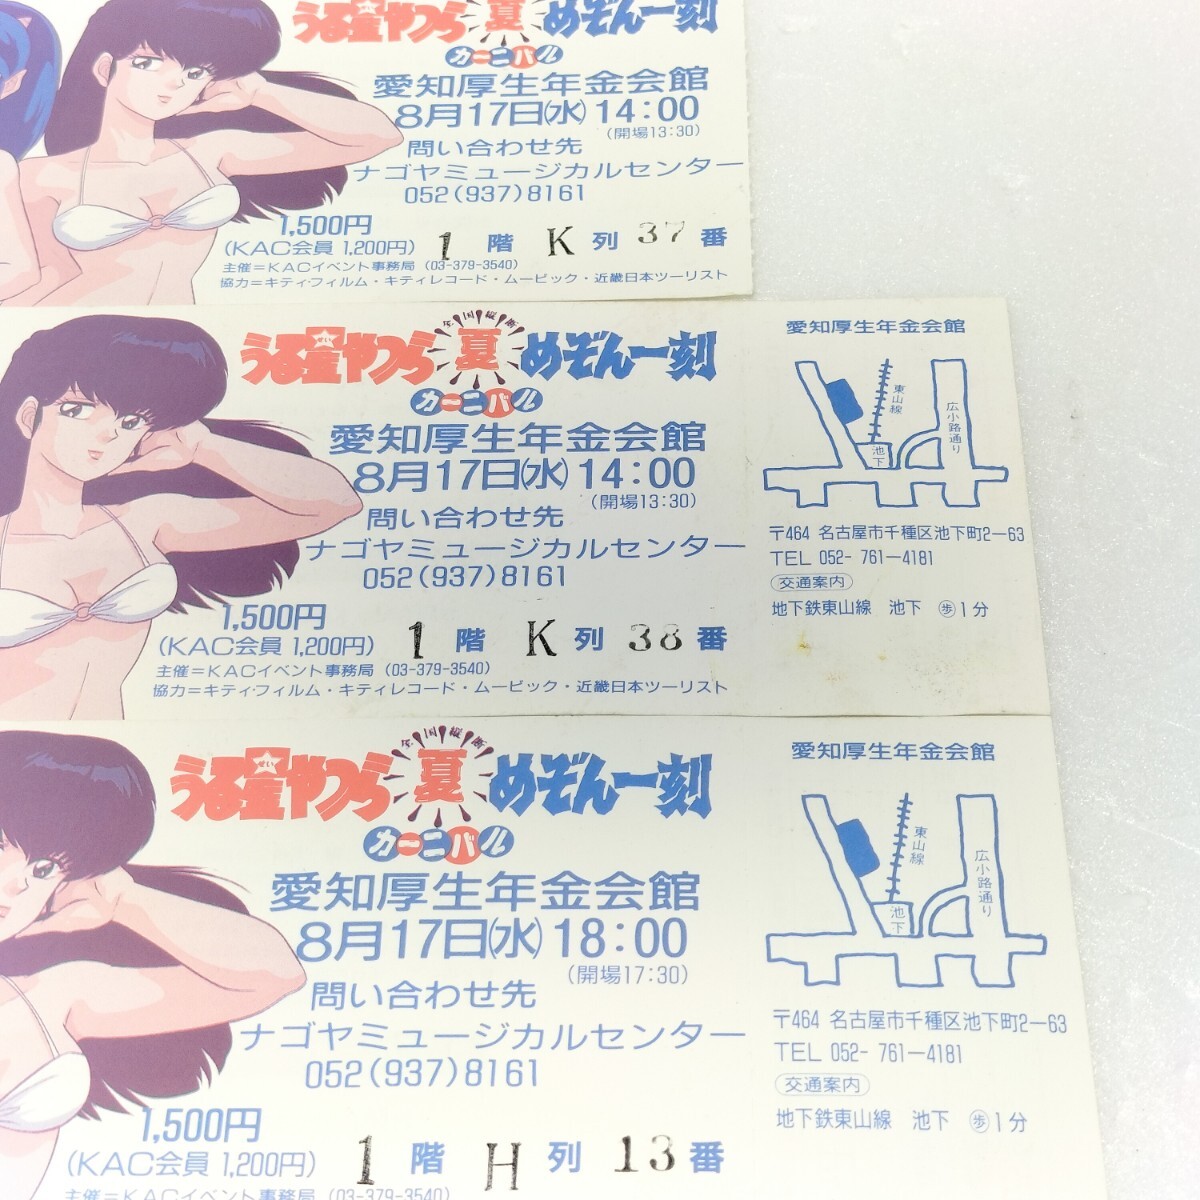 うる星やつら 夏 めぞん一刻
カーニバル
愛知厚生年金会館
8月17日(水)14:00
(開場13:30)
問い合わせ先
ナゴヤミュージカルセンター
052(937)8161
1,500円
(KAC会員 1,200円)
1 階 K 列 37 番
主催=KACイベント事務局 (03-379-3540)
協力=キティ・フィルム・キティレコード・ムービック・近畿日本ツーリスト
全国縦断
うる星やつら 夏 めぞん一刻
カーニバル
愛知厚生年金会館
8月17日(水)14:00
(開場13:30)
問い合わせ先
ナゴヤミュージカルセンター
052(937)8161
1,500円
(KAC会員 1,200円)
1 階 K 列 38 番
主催=KACイベント事務局 (03-379-3540)
協力=キティ・フィルム・キティレコード・ムービック・近畿日本ツーリスト
愛知厚生年金会館
東山線
広小路通り
池下
〒464 名古屋市千種区池下町2-63
TEL 052-761-4181
交通案内
地下鉄東山線 池下 歩1分
全国縦断
うる星やつら 夏 めぞん一刻
せい
カーニバル
愛知厚生年金会館
8月17日(水)18:00
(開場17:30)
問い合わせ先
ナゴヤミュージカルセンター
052(937)8161
1,500円
(KAC会員 1,200円)
1 階 H 列 13 番
主催=KACイベント事務局 (03-379-3540)
愛知厚生年金会館
東山線
広小路通り
池下
〒464 名古屋市千種区池下町2-63
TEL 052-761-4181
交通案内
地下鉄東山線 池下 歩1分